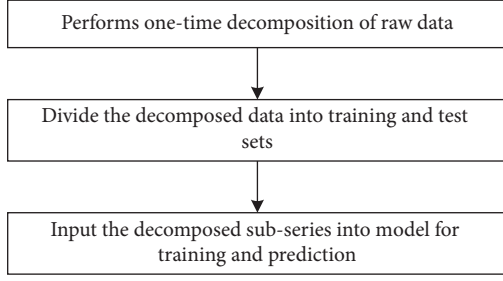 Performs one-time decomposition of raw data
Divide the decomposed data into training and test
sets
Input the decomposed sub-series into model for
training and prediction